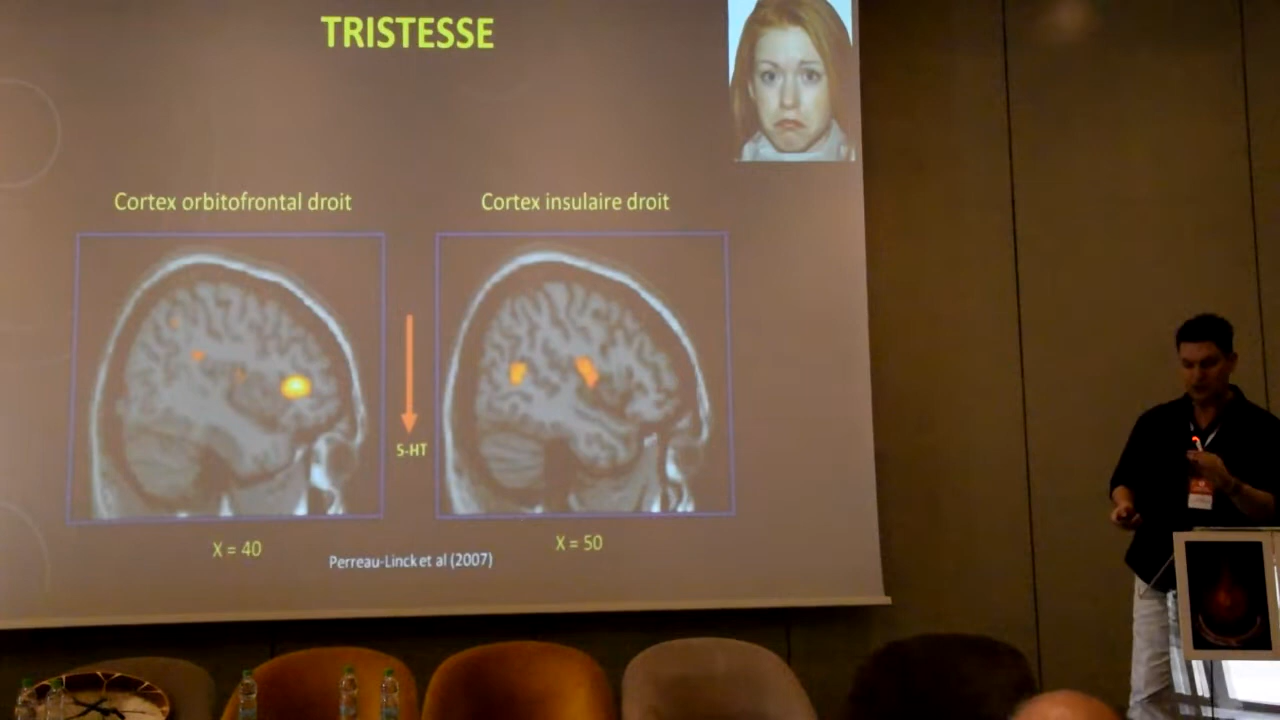 TRISTESSE
Cortex orbitofrontal droit
Cortex insulaire droit
5-HT
X = 40
X = 50
Perreau-Linck et al (2007)